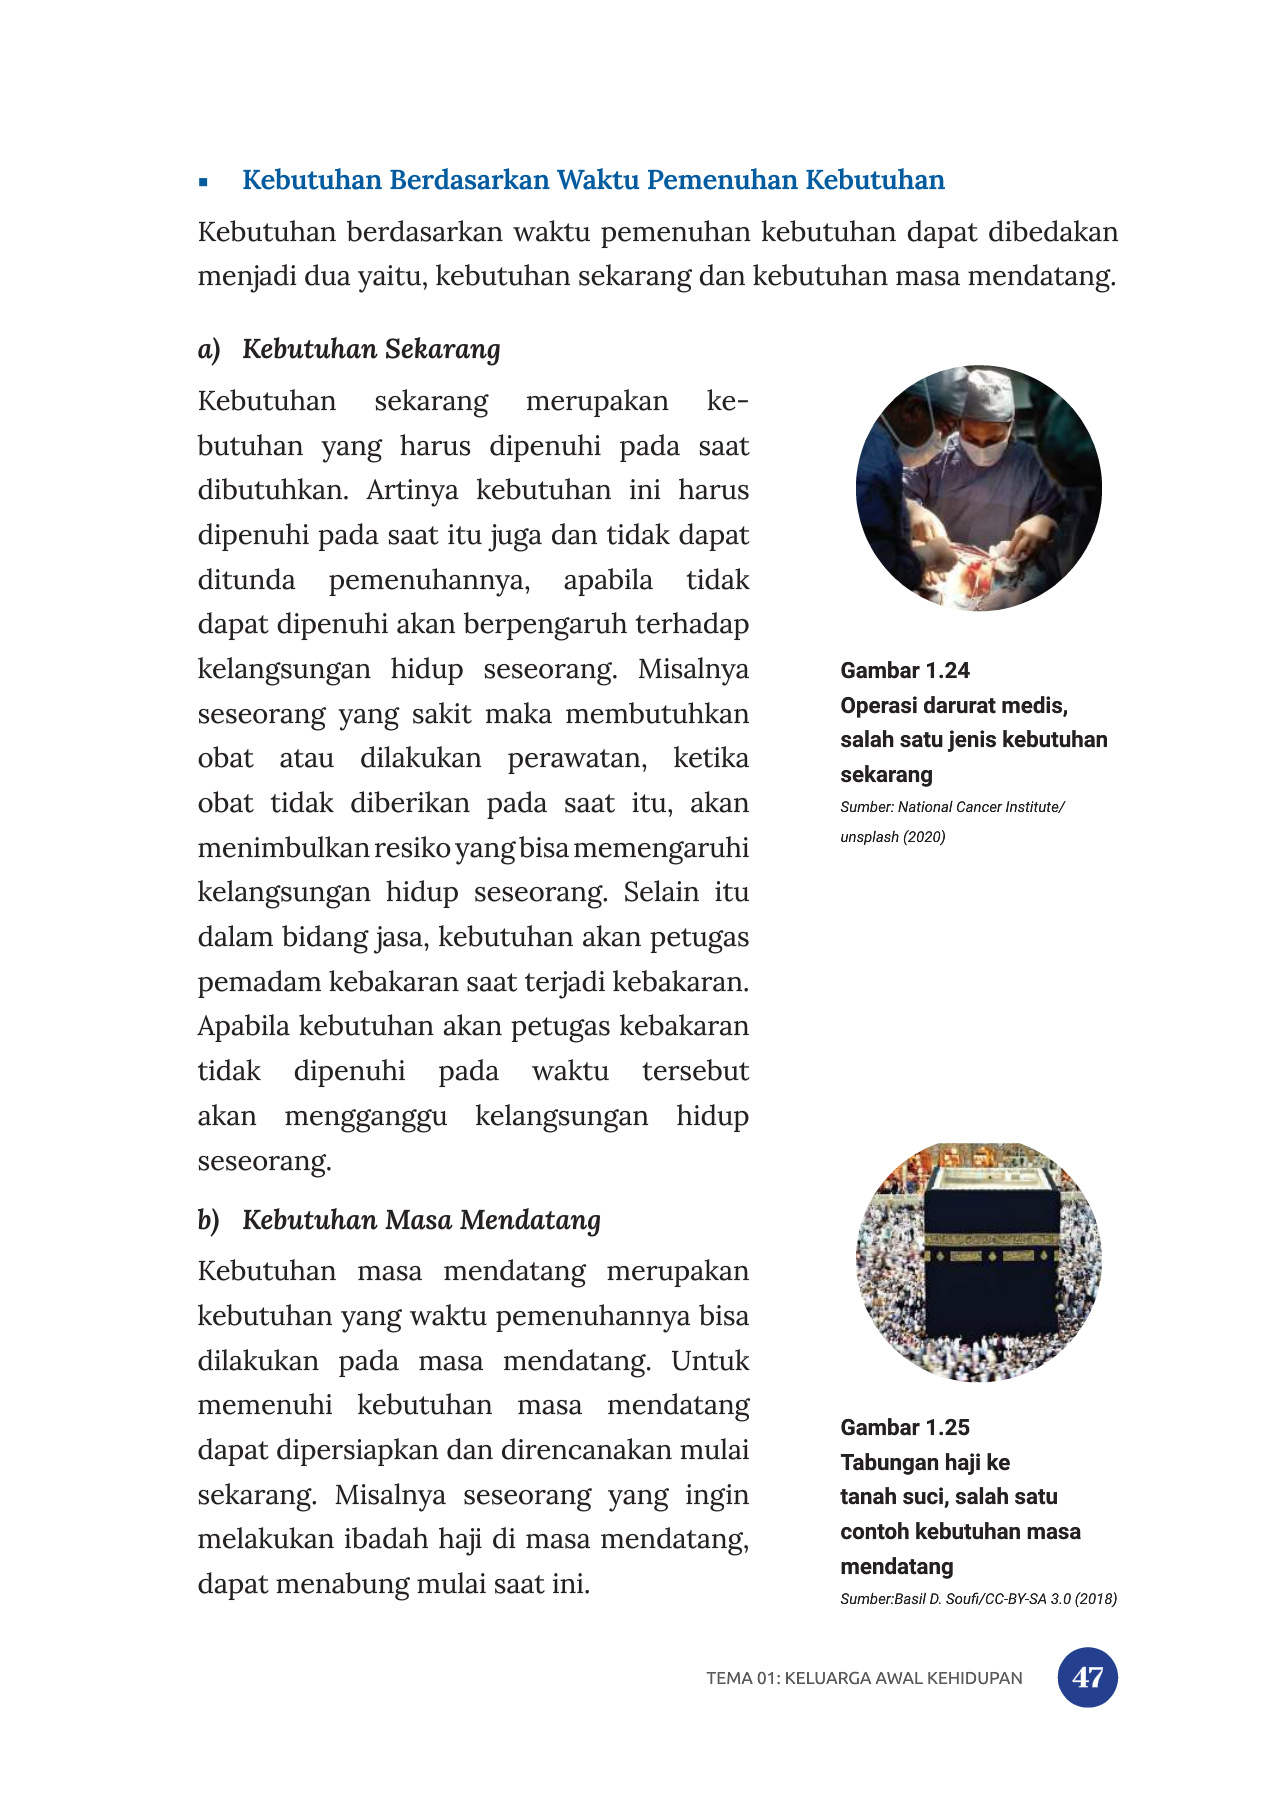 ▪ Kebutuhan Berdasarkan Waktu Pemenuhan Kebutuhan
Kebutuhan berdasarkan waktu pemenuhan kebutuhan dapat dibedakan
menjadi dua yaitu, kebutuhan sekarang dan kebutuhan masa mendatang.
a) Kebutuhan Sekarang
Kebutuhan sekarang merupakan ke-
butuhan yang harus dipenuhi pada saat
dibutuhkan. Artinya kebutuhan ini harus
dipenuhi pada saat itu juga dan tidak dapat
ditunda pemenuhannya, apabila tidak
dapat dipenuhi akan berpengaruh terhadap
kelangsungan hidup seseorang. Misalnya
seseorang yang sakit maka membutuhkan
obat atau dilakukan perawatan, ketika
obat tidak diberikan pada saat itu, akan
menimbulkan resiko yang bisa memengaruhi
kelangsungan hidup seseorang. Selain itu
dalam bidang jasa, kebutuhan akan petugas
pemadam kebakaran saat terjadi kebakaran.
Apabila kebutuhan akan petugas kebakaran
tidak dipenuhi pada waktu tersebut
akan mengganggu kelangsungan hidup
seseorang.
Gambar 1.24
Operasi darurat medis,
salah satu jenis kebutuhan
sekarang
Sumber: National Cancer Institute/
unsplash (2020)
b) Kebutuhan Masa Mendatang
Kebutuhan masa mendatang merupakan
kebutuhan yang waktu pemenuhannya bisa
dilakukan pada masa mendatang. Untuk
memenuhi kebutuhan masa mendatang
dapat dipersiapkan dan direncanakan mulai
sekarang. Misalnya seseorang yang ingin
melakukan ibadah haji di masa mendatang,
dapat menabung mulai saat ini.
Gambar 1.25
Tabungan haji ke
tanah suci, salah satu
contoh kebutuhan masa
mendatang
Sumber:Basil D. Soufi/CC-BY-SA 3.0 (2018)
TEMA 01: KELUARGA AWAL KEHIDUPAN 47